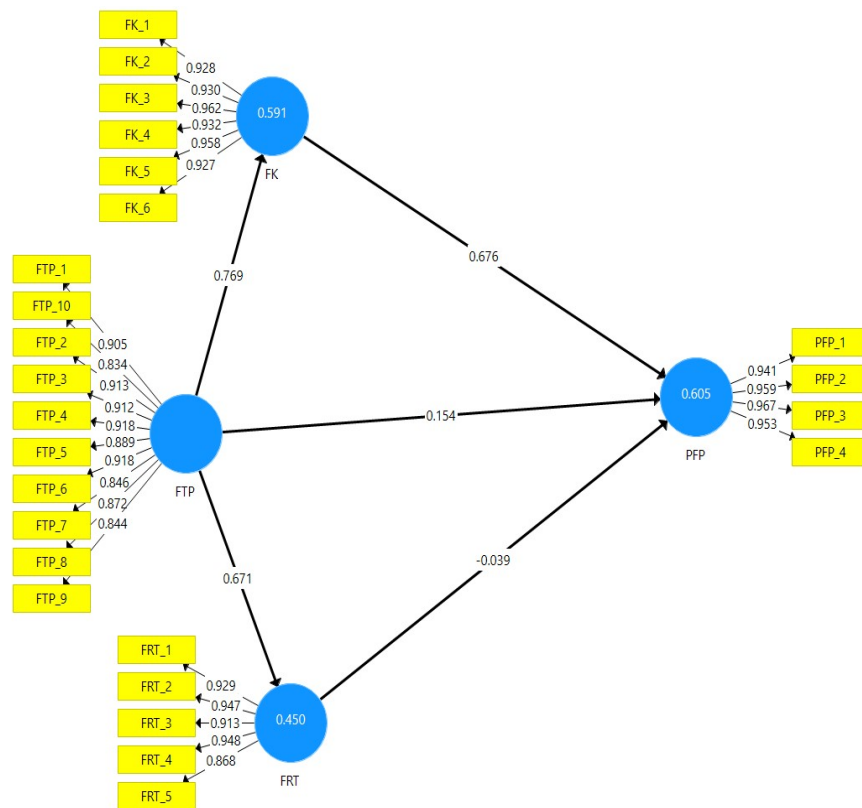 FK_1
FK_2
FK_3
FK_4
FK_5
FK_6
0.928
0.930
0.962
0.932
0.958
0.927
0.591
FK
0.769
0.676
FTP_1
FTP_10
FTP_2
FTP_3
FTP_4
FTP_5
FTP_6
FTP_7
FTP_8
FTP_9
0.905
0.834
0.913
0.912
0.918
0.889
0.918
0.846
0.872
0.844
FTP
0.154
0.605
PFP
0.941
0.959
0.967
0.953
PFP_1
PFP_2
PFP_3
PFP_4
0.671
-0.039
FRT_1
FRT_2
FRT_3
FRT_4
FRT_5
0.929
0.947
0.913
0.948
0.868
0.450
FRT